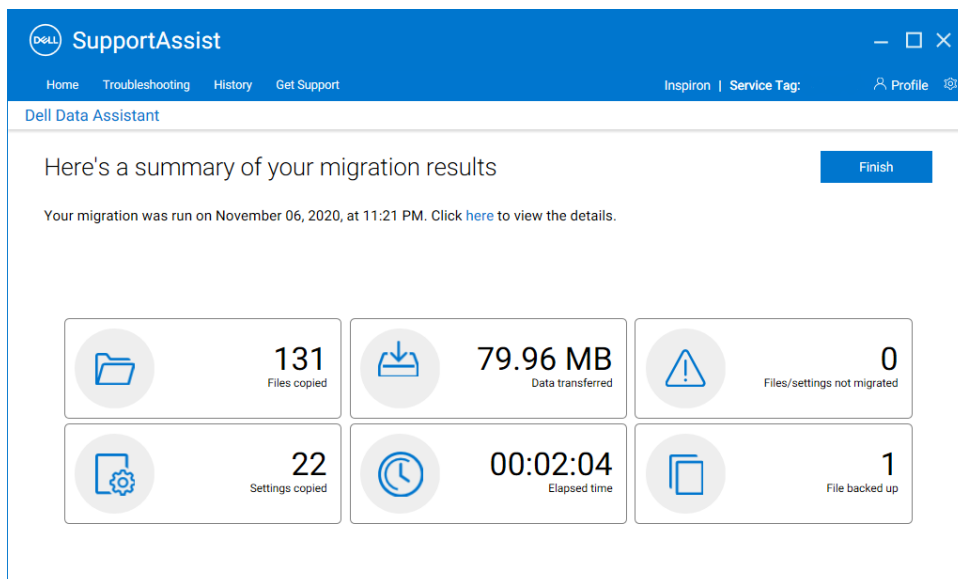 DELL SupportAssist
Home Troubleshooting History Get Support Inspiron | Service Tag: Profile
Dell Data Assistant
Here's a summary of your migration results Finish
Your migration was run on November 06, 2020, at 11:21 PM. Click here to view the details.
131 79.96 MB 0
Files copied Data transferred Files/settings not migrated
22 00:02:04 1
Settings copied Elapsed time File backed up